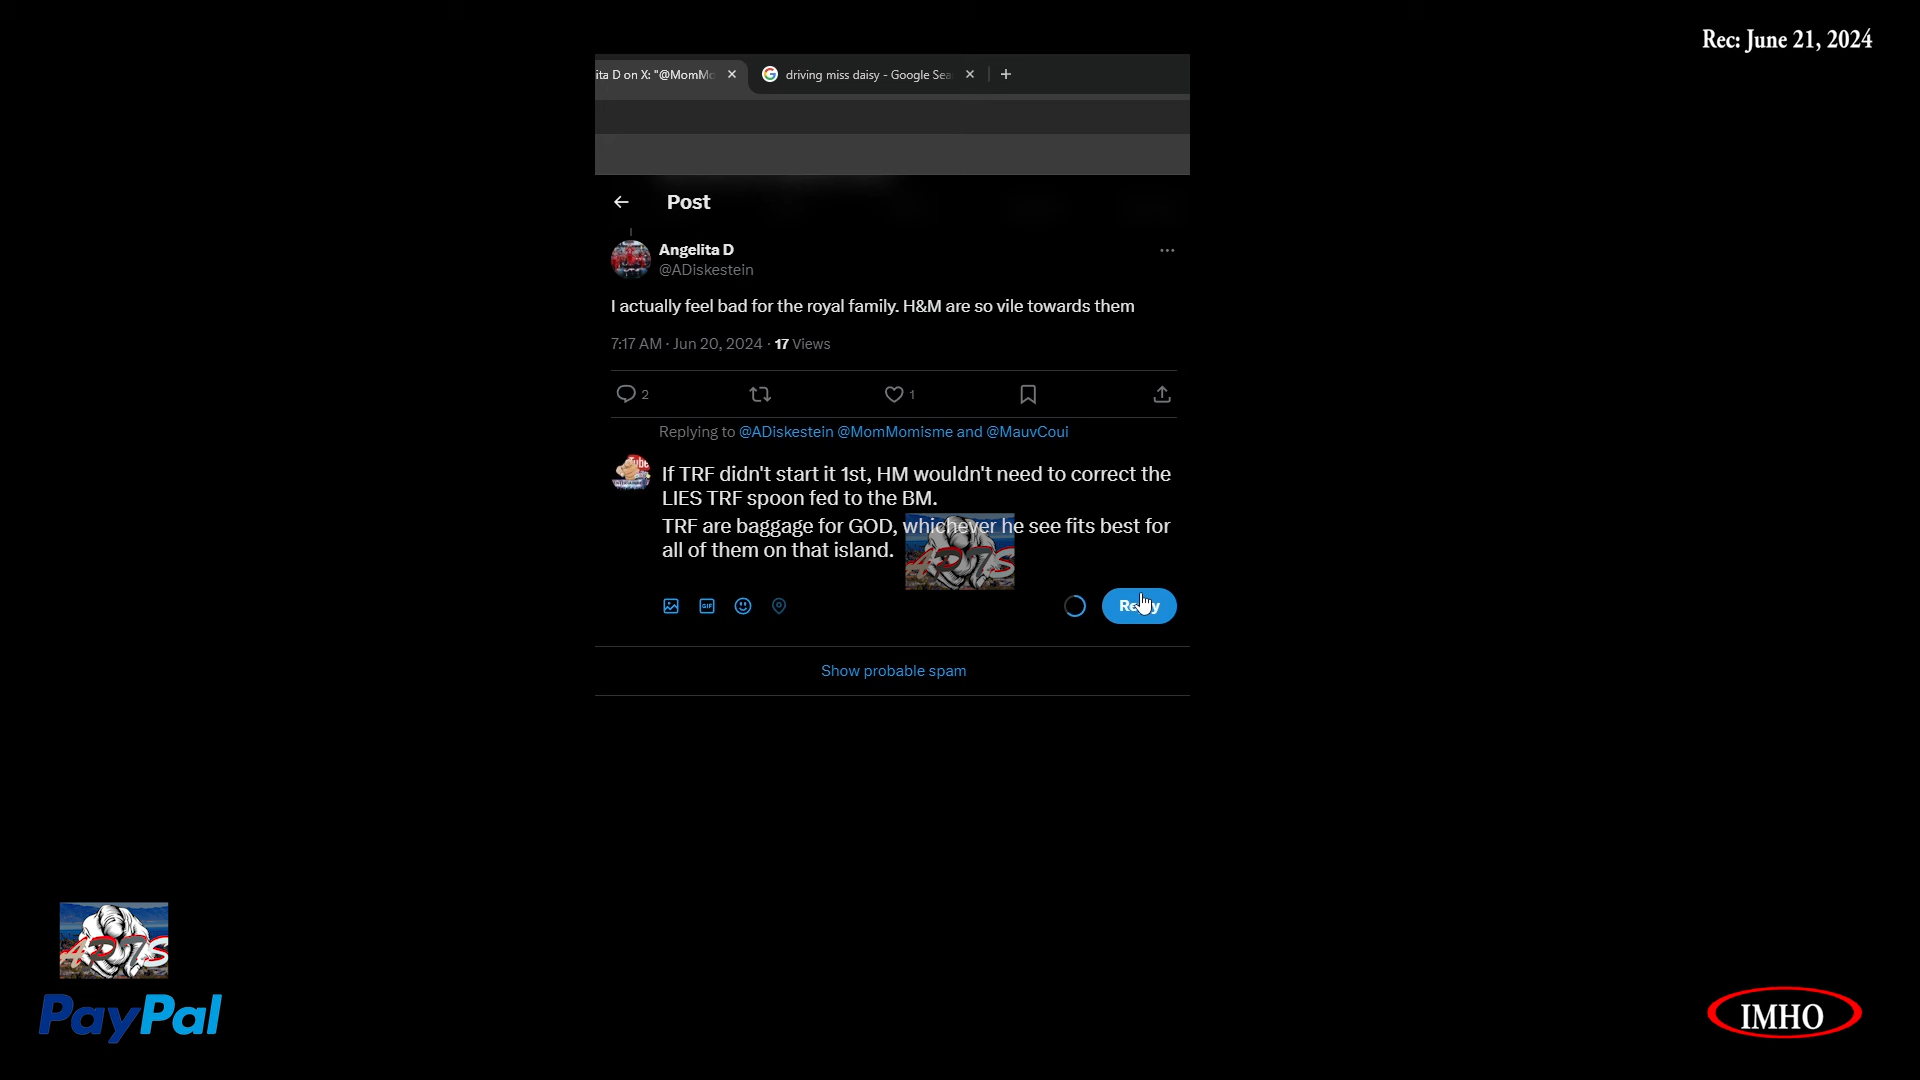 Rec: June 21, 2024
ita D on X: "@MomMo
driving miss daisy - Google Sea
Post
Angelita D
@ADiskestein
I actually feel bad for the royal family. H&M are so vile towards them
7:17 AM · Jun 20, 2024 · 17 Views
2
1
Replying to @ADiskestein @MomMomisme and @MauvCoui
If TRF didn't start it 1st, HM wouldn't need to correct the
LIES TRF spoon fed to the BM.
TRF are baggage for GOD, whichever he see fits best for
all of them on that island.
ADTS
GIF
Reply
Show probable spam
ADTS
PayPal
IMHO